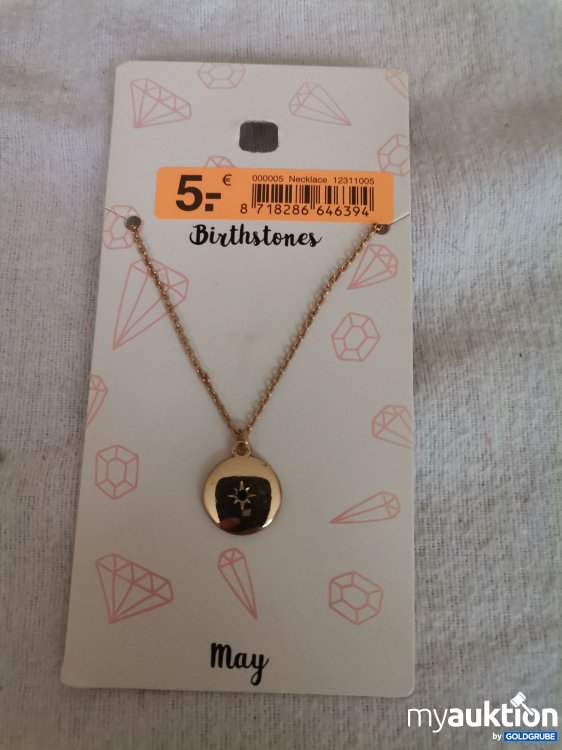 5.-€
000005 Necklace 12311005
8 718286 646394
Birthstones
May
myauktion
by GOLDGRUBE